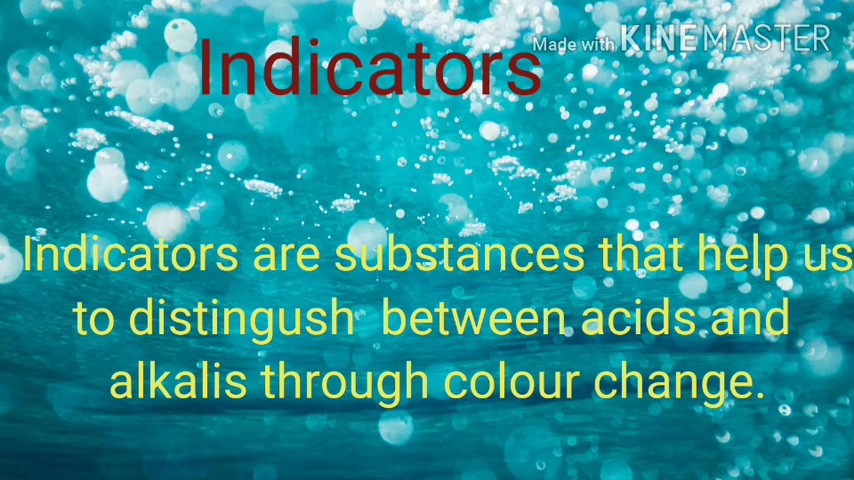 Made with KINEMASTER
Indicators
Indicators are substances that help us
to distingush between acids and
alkalis through colour change.